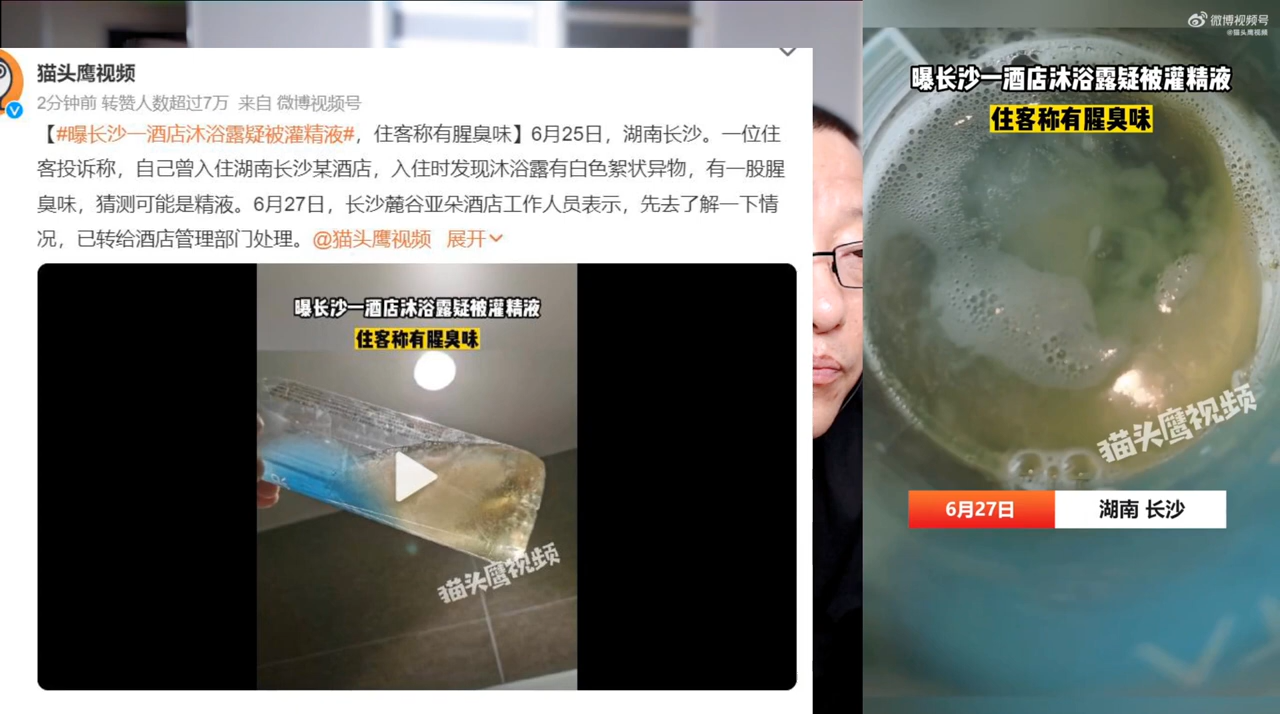 猫头鹰视频
2分钟前 转赞人数超过7万 来自 微博视频号
【#曝长沙一酒店沐浴露疑被灌精液#，住客称有腥臭味】6月25日，湖南长沙。一位住
客投诉称，自己曾入住湖南长沙某酒店，入住时发现沐浴露有白色絮状异物，有一股腥
臭味，猜测可能是精液。6月27日，长沙麓谷亚朵酒店工作人员表示，先去了解一下情
况，已转给酒店管理部门处理。@猫头鹰视频 展开
曝长沙一酒店沐浴露疑被灌精液
住客称有腥臭味
猫头鹰视频
微博视频号
@猫头鹰视频
曝长沙一酒店沐浴露疑被灌精液
住客称有腥臭味
猫头鹰视频
6月27日 湖南 长沙